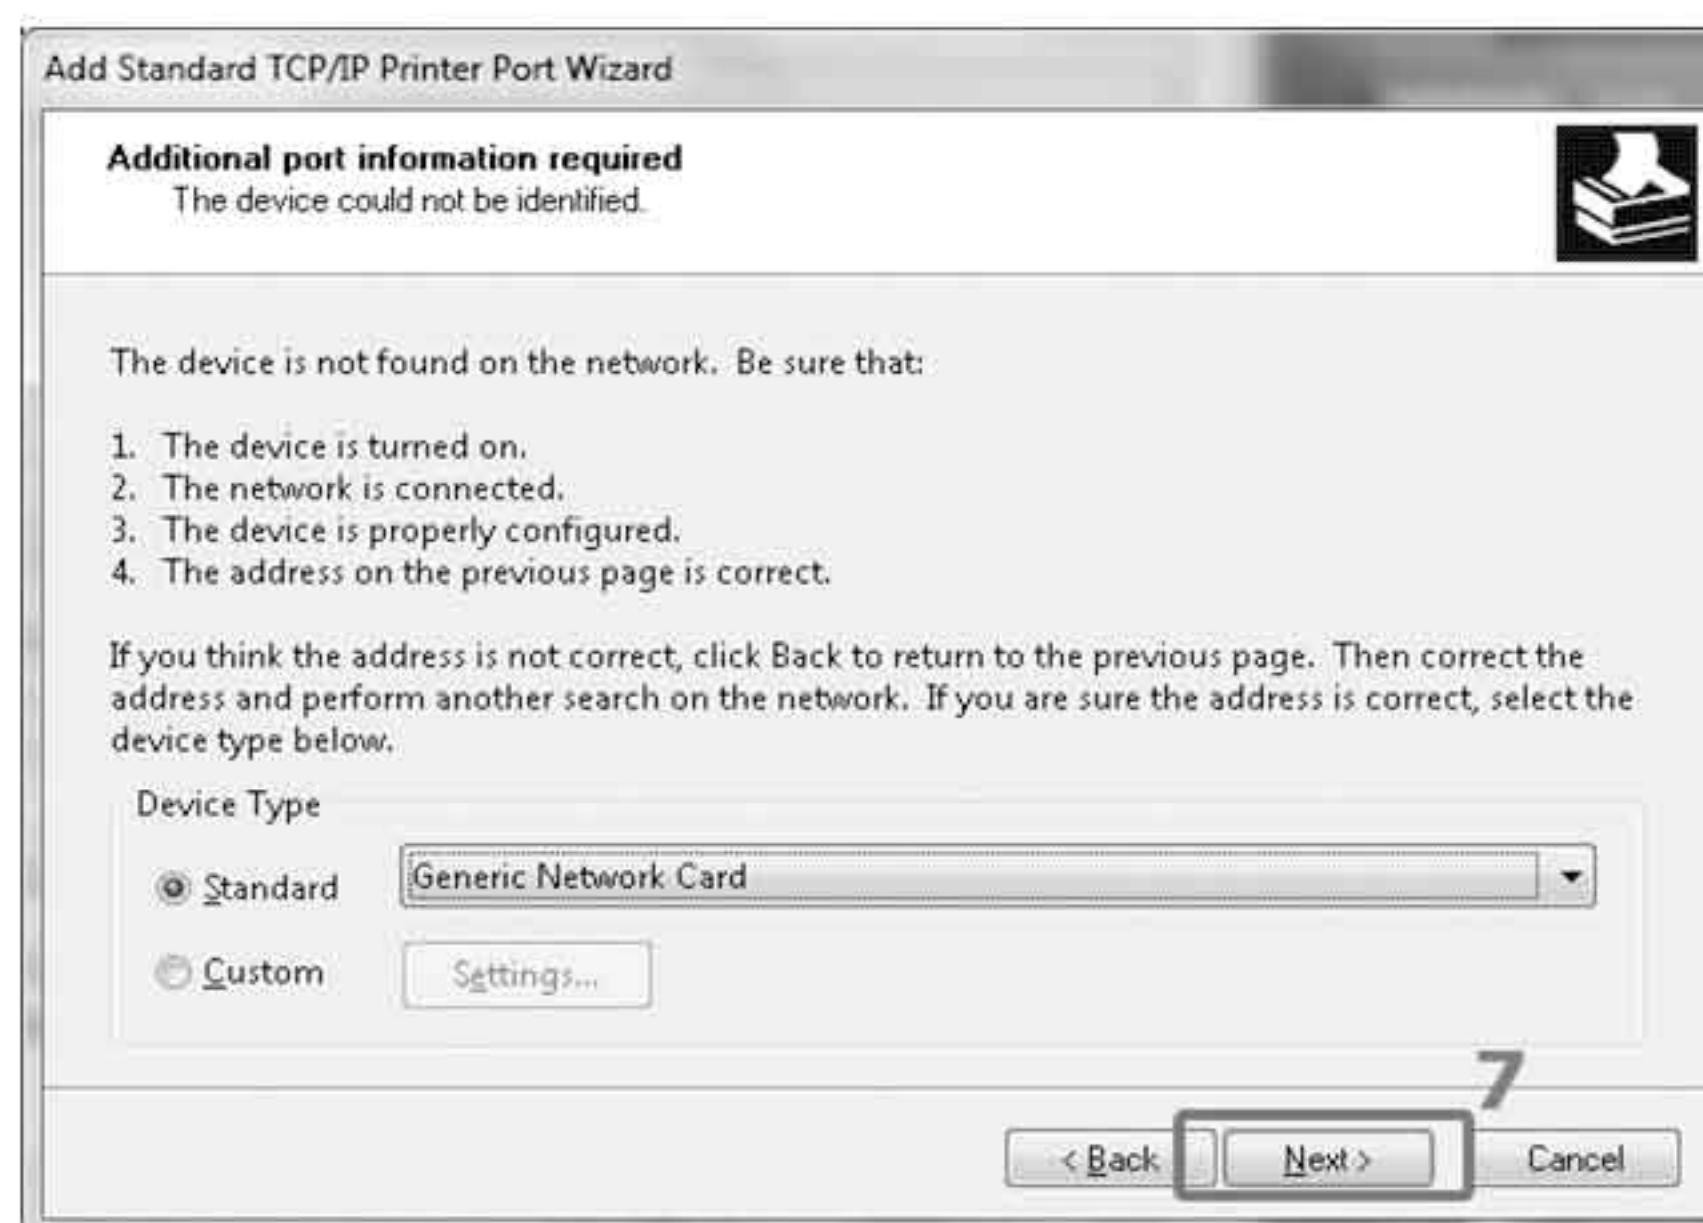 Add Standard TCP/IP Printer Port Wizard
Additional port information required
The device could not be identified.
The device is not found on the network.  Be sure that:
1.  The device is turned on.
2.  The network is connected.
3.  The device is properly configured.
4.  The address on the previous page is correct.
If you think the address is not correct, click Back to return to the previous page.  Then correct the
address and perform another search on the network.  If you are sure the address is correct, select the
device type below.
Device Type
Standard
Generic Network Card
Custom
Settings...
7
< Back
Next >
Cancel